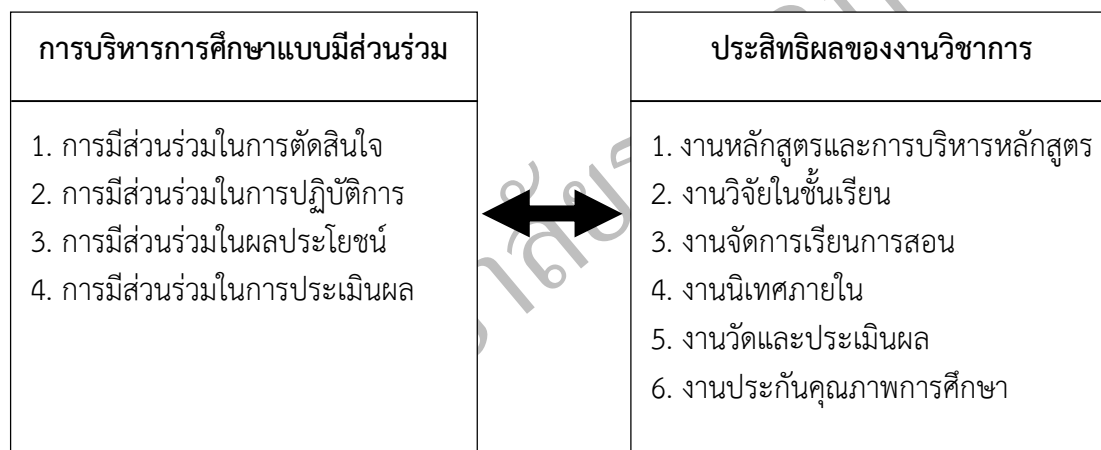 การบริหารการศึกษาแบบมีส่วนร่วม
1. การมีส่วนร่วมในการตัดสินใจ
2. การมีส่วนร่วมในการปฏิบัติการ
3. การมีส่วนร่วมในผลประโยชน์
4. การมีส่วนร่วมในการประเมินผล
ประสิทธิผลของงานวิชาการ
1. งานหลักสูตรและการบริหารหลักสูตร
2. งานวิจัยในชั้นเรียน
3. งานจัดการเรียนการสอน
4. งานนิเทศภายใน
5. งานวัดและประเมินผล
6. งานประกันคุณภาพการศึกษา